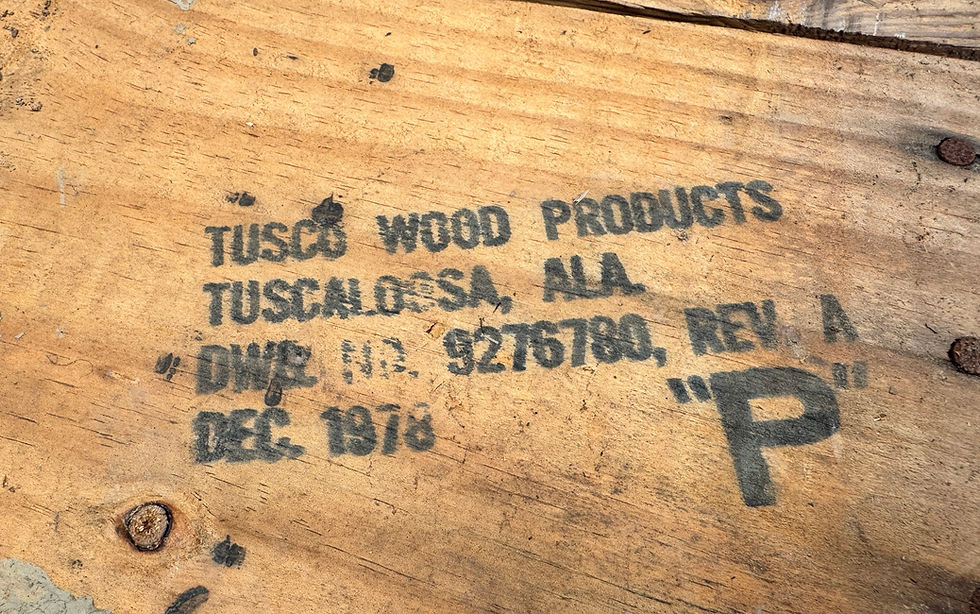 TUSCO WOOD PRODUCTS
TUSCALOOSA, ALA.
DWG. NO. 9276780, REV. A
DEC. 1978
"P"